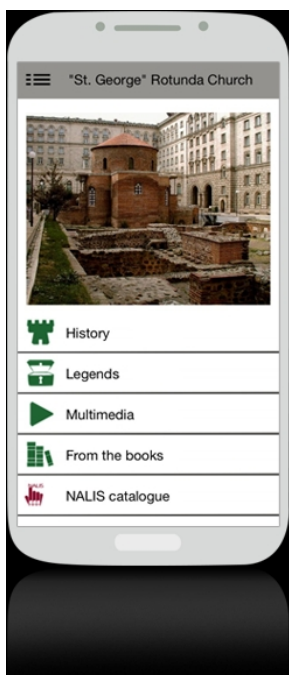 "St. George" Rotunda Church
History
Legends
Multimedia
From the books
NALIS
NALIS catalogue